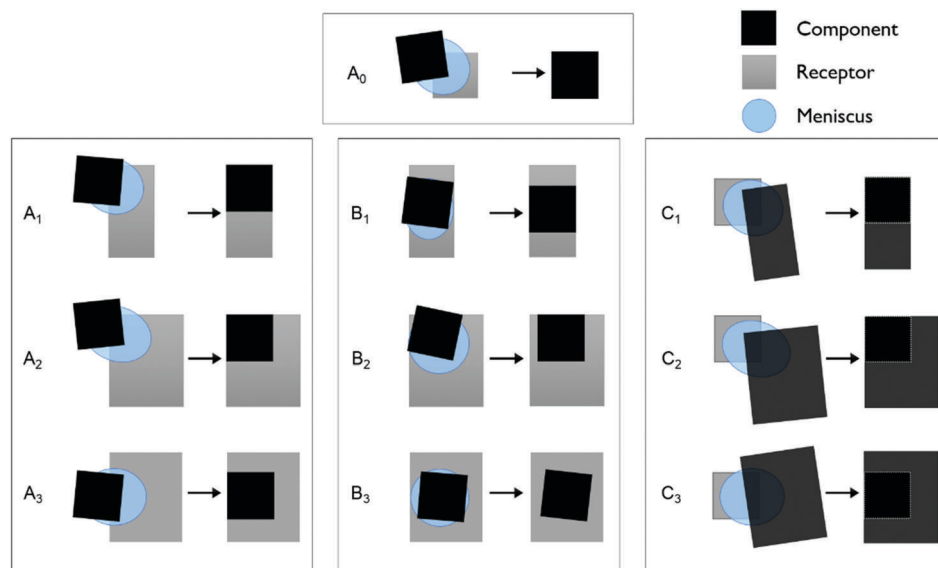 Component
Receptor
Meniscus
A0
A1
A2
A3
B1
B2
B3
C1
C2
C3